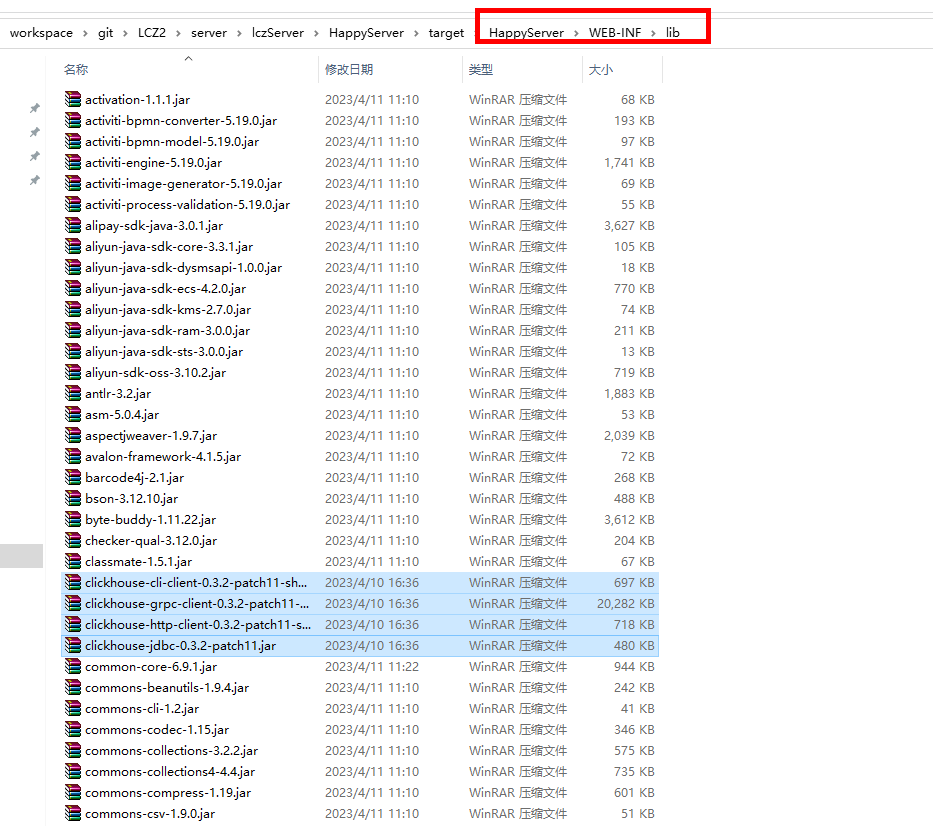 workspace › git › LCZ2 › server › lczServer › HappyServer › target › HappyServer › WEB-INF › lib
名称 修改日期 类型 大小
activation-1.1.1.jar 2023/4/11 11:10 WinRAR 压缩文件 68 KB
activiti-bpmn-converter-5.19.0.jar 2023/4/11 11:10 WinRAR 压缩文件 193 KB
activiti-bpmn-model-5.19.0.jar 2023/4/11 11:10 WinRAR 压缩文件 97 KB
activiti-engine-5.19.0.jar 2023/4/11 11:10 WinRAR 压缩文件 1,741 KB
activiti-image-generator-5.19.0.jar 2023/4/11 11:10 WinRAR 压缩文件 69 KB
activiti-process-validation-5.19.0.jar 2023/4/11 11:10 WinRAR 压缩文件 55 KB
alipay-sdk-java-3.0.1.jar 2023/4/11 11:10 WinRAR 压缩文件 3,627 KB
aliyun-java-sdk-core-3.3.1.jar 2023/4/11 11:10 WinRAR 压缩文件 105 KB
aliyun-java-sdk-dysmsapi-1.0.0.jar 2023/4/11 11:10 WinRAR 压缩文件 18 KB
aliyun-java-sdk-ecs-4.2.0.jar 2023/4/11 11:10 WinRAR 压缩文件 770 KB
aliyun-java-sdk-kms-2.7.0.jar 2023/4/11 11:10 WinRAR 压缩文件 74 KB
aliyun-java-sdk-ram-3.0.0.jar 2023/4/11 11:10 WinRAR 压缩文件 211 KB
aliyun-java-sdk-sts-3.0.0.jar 2023/4/11 11:10 WinRAR 压缩文件 13 KB
aliyun-sdk-oss-3.10.2.jar 2023/4/11 11:10 WinRAR 压缩文件 719 KB
antlr-3.2.jar 2023/4/11 11:10 WinRAR 压缩文件 1,883 KB
asm-5.0.4.jar 2023/4/11 11:10 WinRAR 压缩文件 53 KB
aspectjweaver-1.9.7.jar 2023/4/11 11:10 WinRAR 压缩文件 2,039 KB
avalon-framework-4.1.5.jar 2023/4/11 11:10 WinRAR 压缩文件 72 KB
barcode4j-2.1.jar 2023/4/11 11:10 WinRAR 压缩文件 268 KB
bson-3.12.10.jar 2023/4/11 11:10 WinRAR 压缩文件 488 KB
byte-buddy-1.11.22.jar 2023/4/11 11:10 WinRAR 压缩文件 3,612 KB
checker-qual-3.12.0.jar 2023/4/11 11:10 WinRAR 压缩文件 204 KB
classmate-1.5.1.jar 2023/4/11 11:10 WinRAR 压缩文件 67 KB
clickhouse-cli-client-0.3.2-patch11-sh... 2023/4/10 16:36 WinRAR 压缩文件 697 KB
clickhouse-grpc-client-0.3.2-patch11-... 2023/4/10 16:36 WinRAR 压缩文件 20,282 KB
clickhouse-http-client-0.3.2-patch11-s... 2023/4/10 16:36 WinRAR 压缩文件 718 KB
clickhouse-jdbc-0.3.2-patch11.jar 2023/4/10 16:36 WinRAR 压缩文件 480 KB
common-core-6.9.1.jar 2023/4/11 11:22 WinRAR 压缩文件 944 KB
commons-beanutils-1.9.4.jar 2023/4/11 11:10 WinRAR 压缩文件 242 KB
commons-cli-1.2.jar 2023/4/11 11:10 WinRAR 压缩文件 41 KB
commons-codec-1.15.jar 2023/4/11 11:10 WinRAR 压缩文件 346 KB
commons-collections-3.2.2.jar 2023/4/11 11:10 WinRAR 压缩文件 575 KB
commons-collections4-4.4.jar 2023/4/11 11:10 WinRAR 压缩文件 735 KB
commons-compress-1.19.jar 2023/4/11 11:10 WinRAR 压缩文件 601 KB
commons-csv-1.9.0.jar 2023/4/11 11:10 WinRAR 压缩文件 51 KB